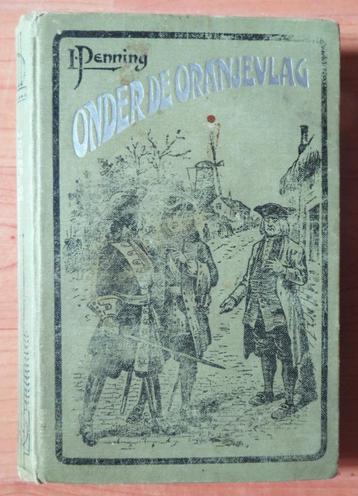 L. Penning
ONDER DE ORANJEVLAG